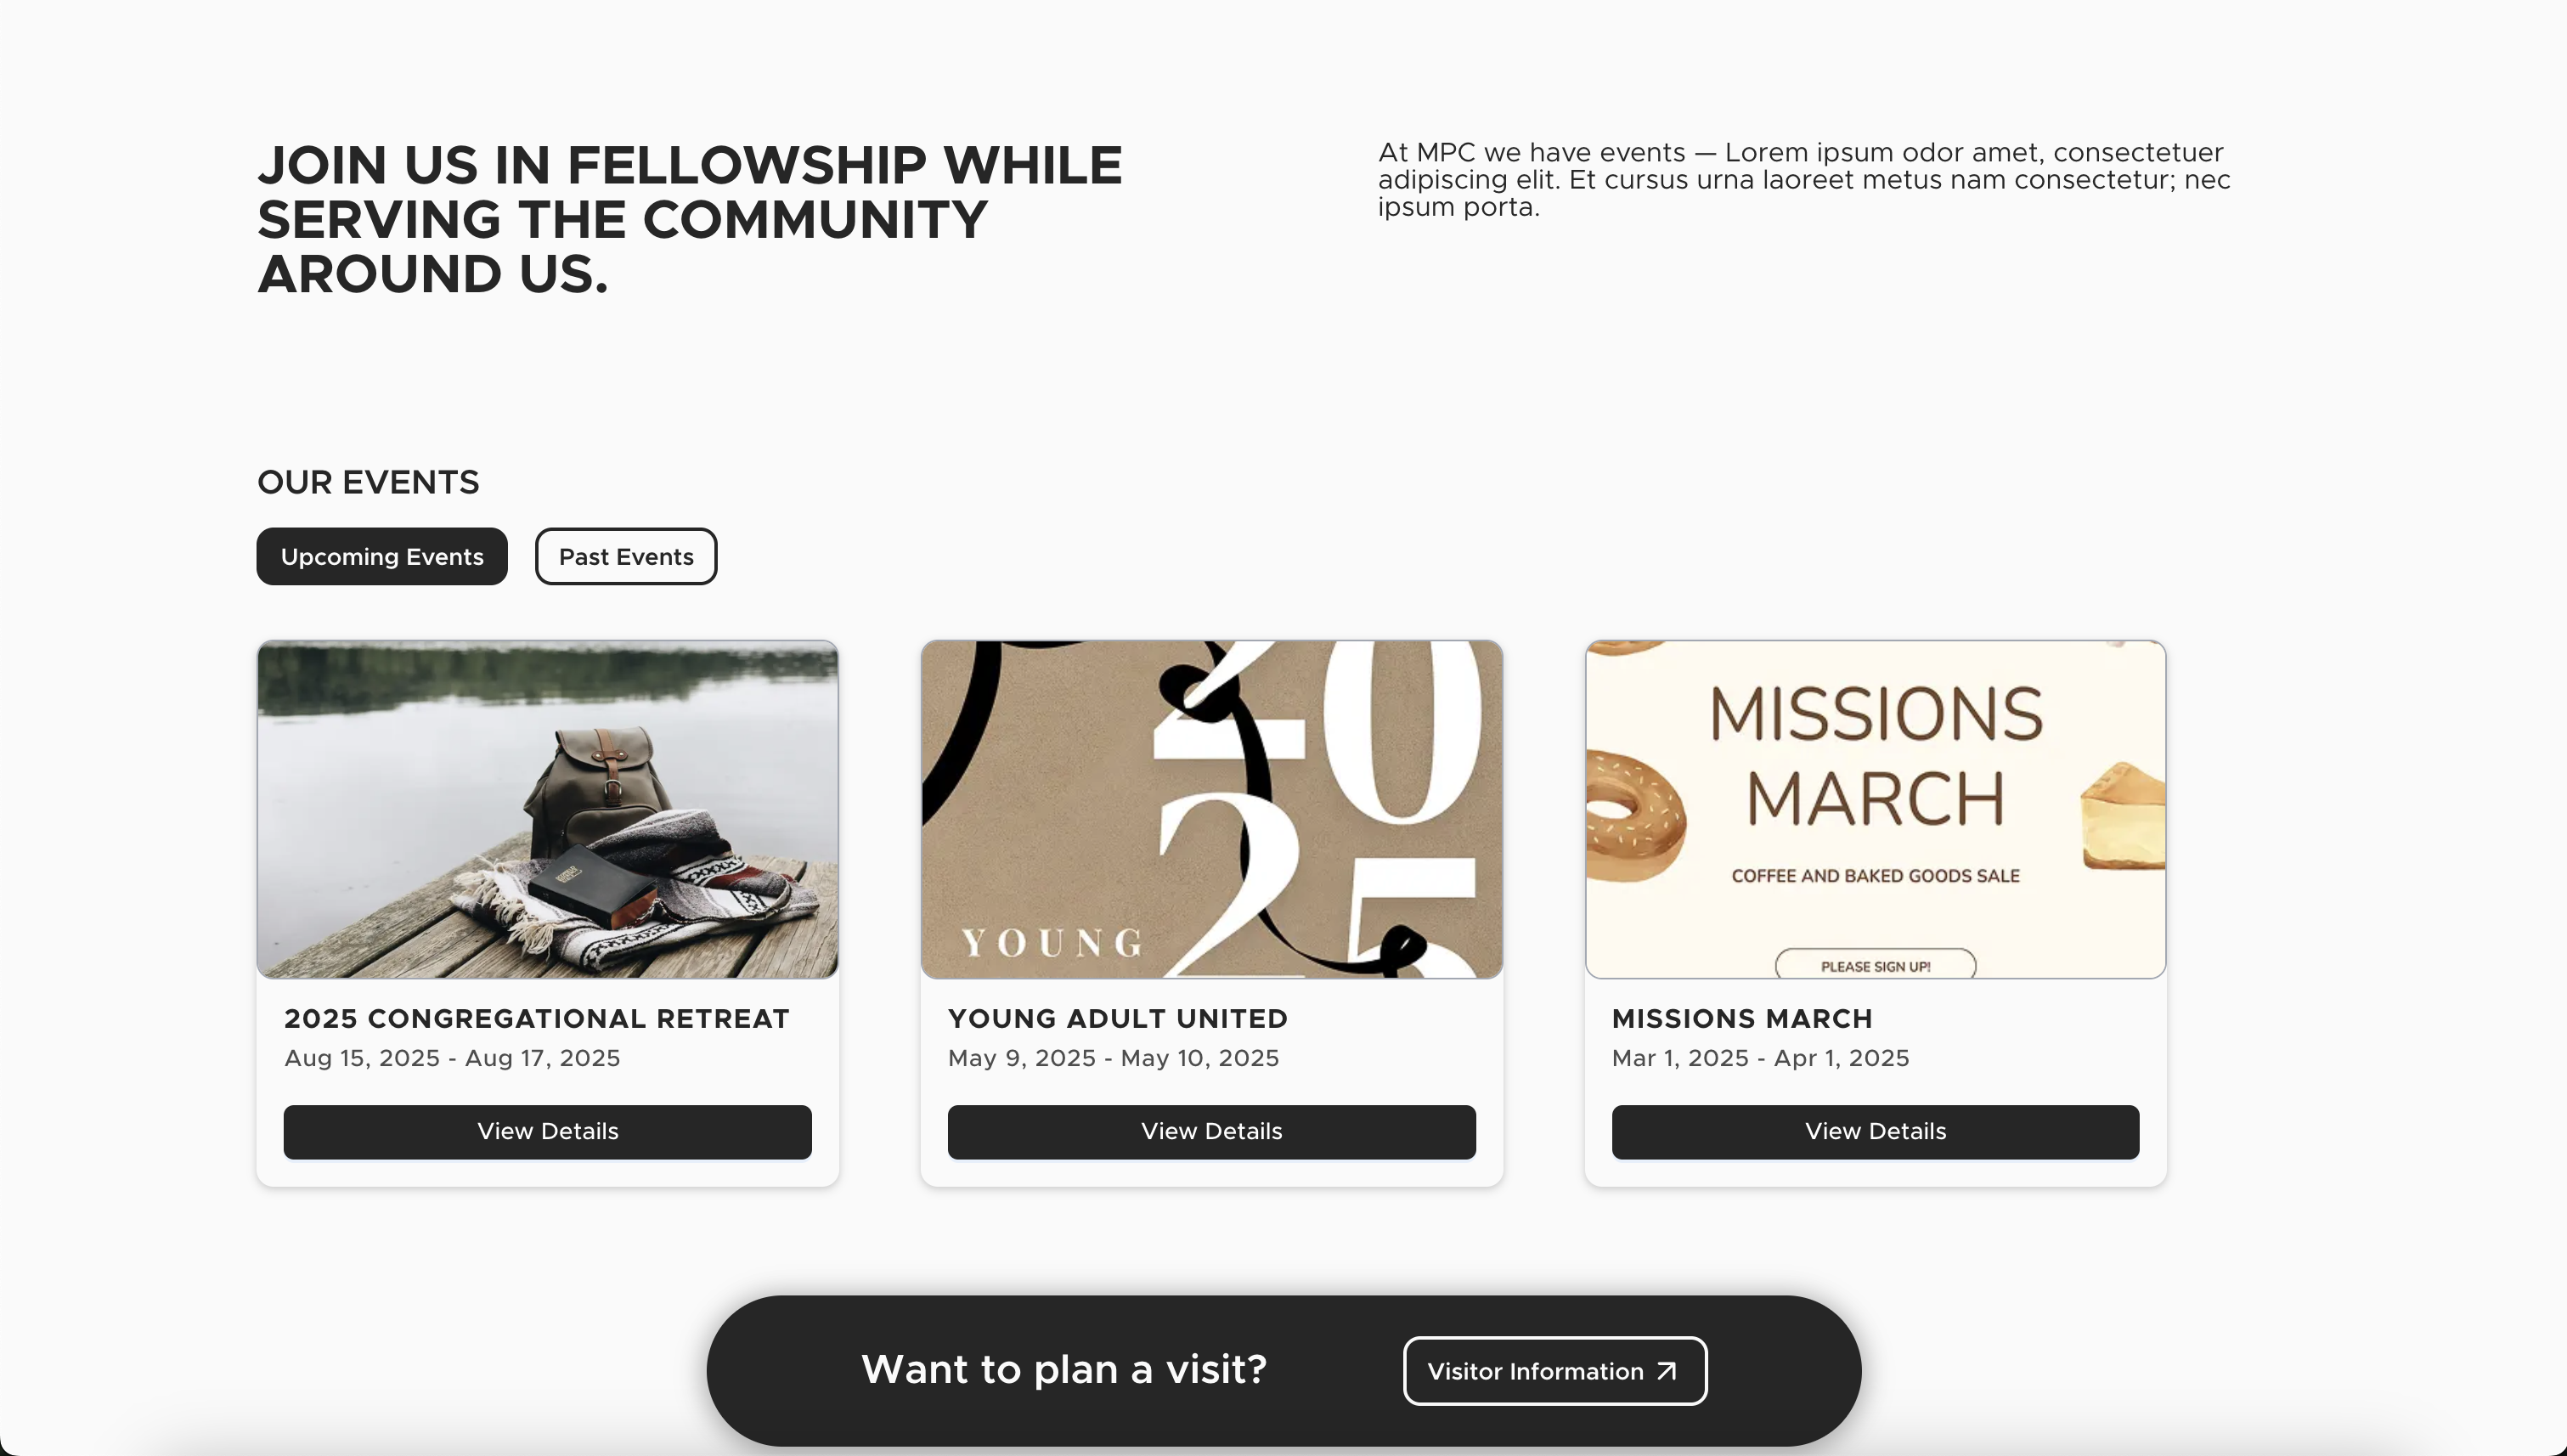 JOIN US IN FELLOWSHIP WHILE
SERVING THE COMMUNITY
AROUND US.
At MPC we have events — Lorem ipsum odor amet, consectetuer
adipiscing elit. Et cursus urna laoreet metus nam consectetur; nec
ipsum porta.
OUR EVENTS
Upcoming Events
Past Events
2025 CONGREGATIONAL RETREAT
Aug 15, 2025 - Aug 17, 2025
View Details
20
25
YOUNG
YOUNG ADULT UNITED
May 9, 2025 - May 10, 2025
View Details
MISSIONS
MARCH
COFFEE AND BAKED GOODS SALE
PLEASE SIGN UP!
MISSIONS MARCH
Mar 1, 2025 - Apr 1, 2025
View Details
Want to plan a visit?
Visitor Information